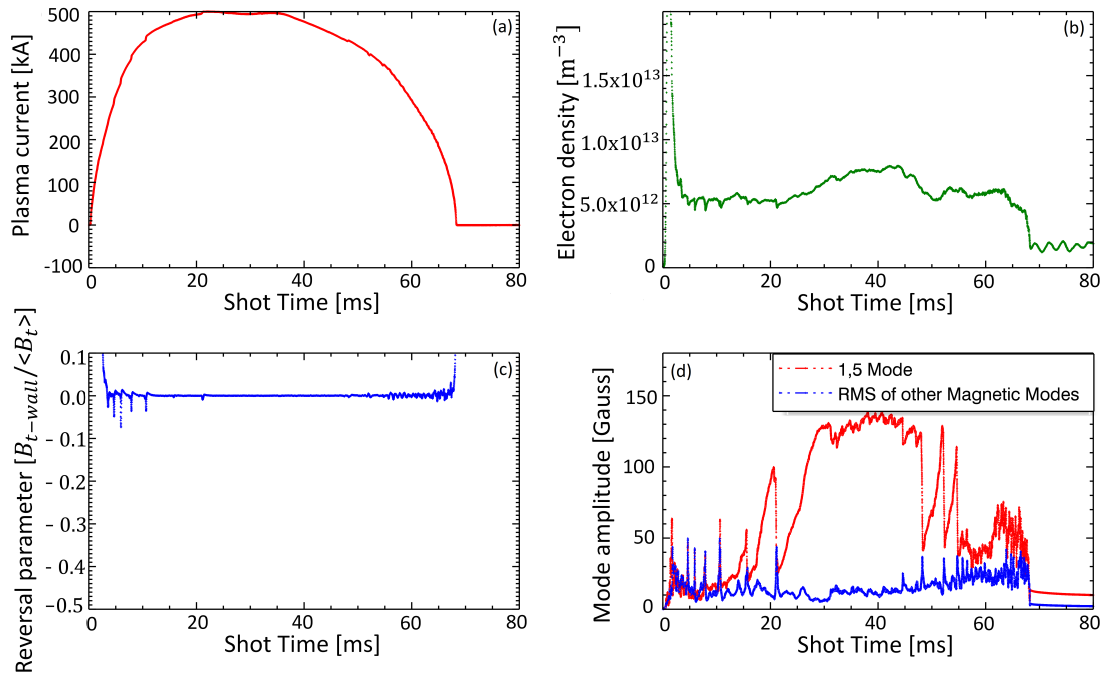 (a)
Plasma current [kA]
500
400
300
200
100
0
-100
0 20 40 60 80
Shot Time [ms]
(b)
Electron density [m⁻³]
1.5x10¹³
1.0x10¹³
5.0x10¹²
0
0 20 40 60 80
Shot Time [ms]
(c)
Reversal parameter [B_{t-wall}/<B_t>]
0.1
0.0
- 0.1
- 0.2
- 0.3
- 0.4
-0.5
0 20 40 60 80
Shot Time [ms]
(d)
1,5 Mode
RMS of other Magnetic Modes
Mode amplitude [Gauss]
150
100
50
0
0 20 40 60 80
Shot Time [ms]